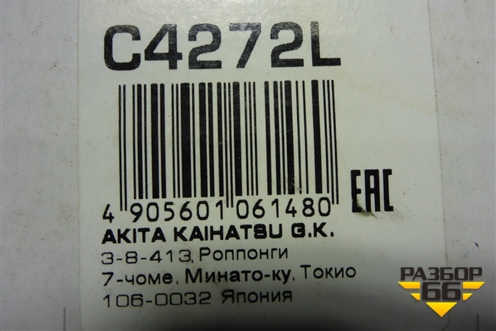 C4272L
4 905601 061480
EAC
AKITA KAIHATSU G.K.
3-8-413, Роппонги
7-чоме, Минато-ку, Токио
106-0032 Япония
РАЗБОР
66